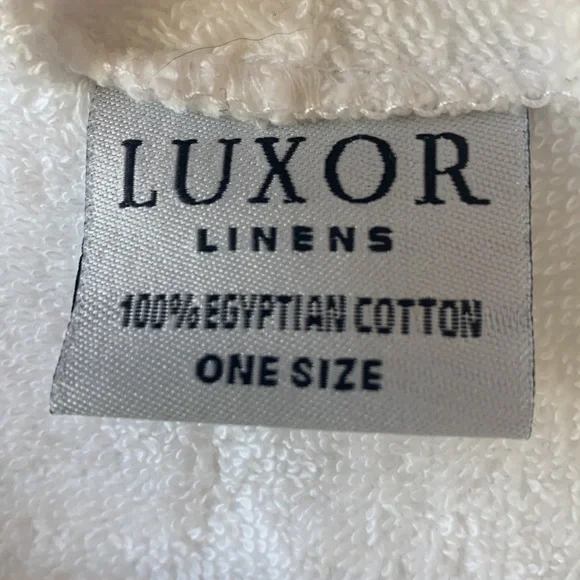 LUXOR
LINENS
100% EGYPTIAN COTTON
ONE SIZE